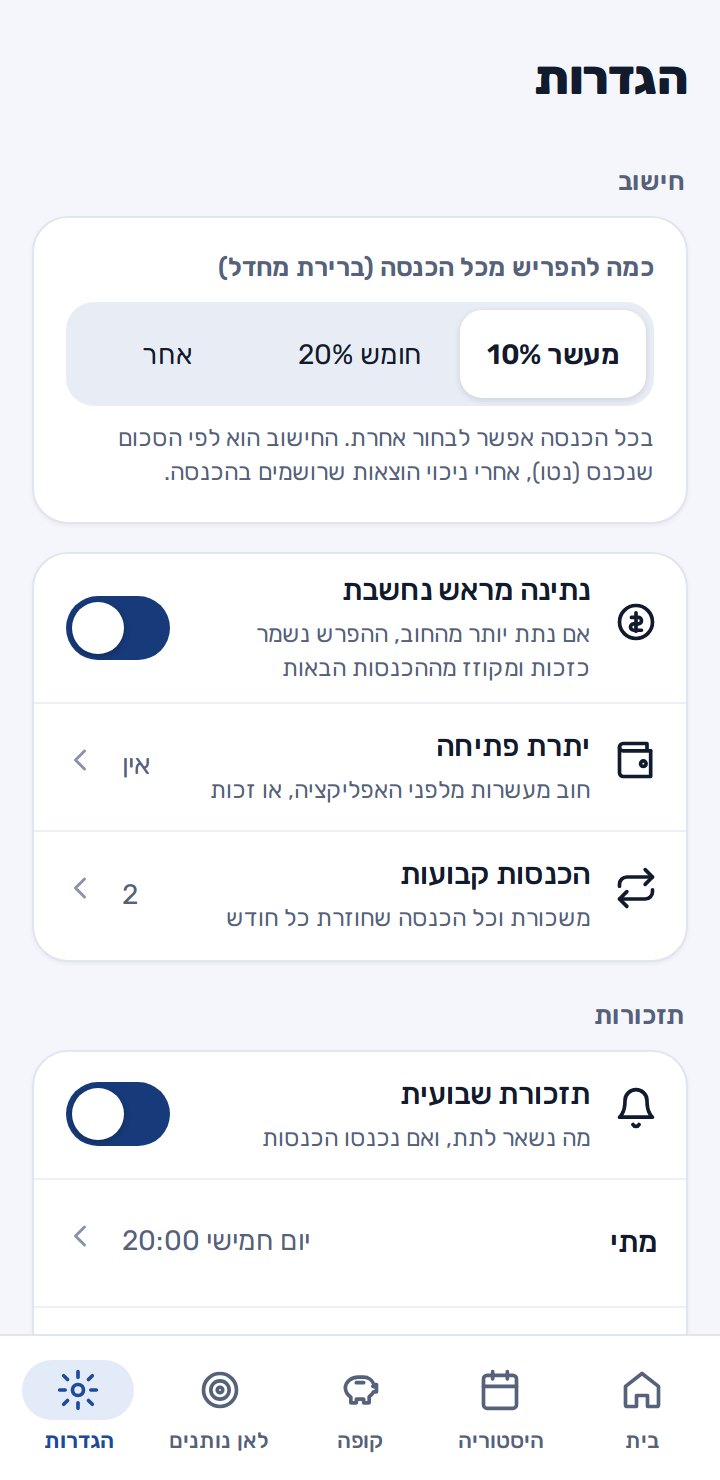 הגדרות
חישוב
כמה להפריש מכל הכנסה (ברירת מחדל)
מעשר 10%
חומש 20%
אחר
בכל הכנסה אפשר לבחור אחרת. החישוב הוא לפי הסכום
שנכנס (נטו), אחרי ניכוי הוצאות שרושמים בהכנסה.
נתינה מראש נחשבת
אם נתת יותר מהחוב, ההפרש נשמר
כזכות ומקוזז מההכנסות הבאות
יתרת פתיחה
אין
חוב מעשרות מלפני האפליקציה, או זכות
הכנסות קבועות
2
משכורת וכל הכנסה שחוזרת כל חודש
תזכורות
תזכורת שבועית
מה נשאר לתת, ואם נכנסו הכנסות
מתי
יום חמישי 20:00
בית
היסטוריה
קופה
לאן נותנים
הגדרות